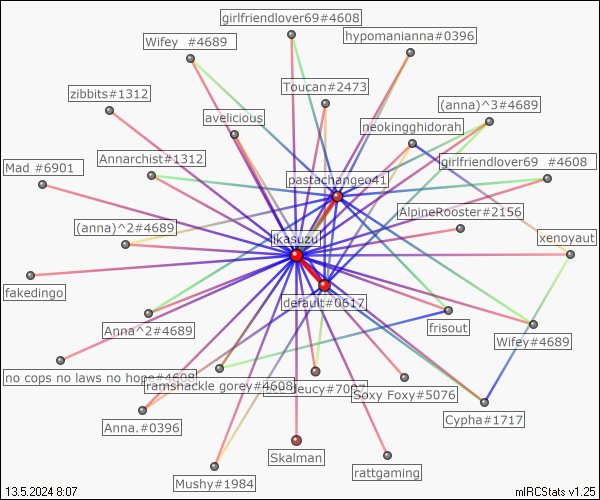 girlfriendlover69#4608
Wifey #4689
hypomanianna#0396
Toucan#2473
zibbits#1312
(anna)^3#4689
avelicious
neokingghidorah
Annarchist#1312
girlfriendlover69 #4608
Mad #6901
pastachangeo41
AlpineRooster#2156
(anna)^2#4689
ikasuzu
xenoyaut
fakedingo
default#0617
Anna^2#4689
frisout
Wifey#4689
no cops no laws no hope#4608
ramshackle gorey#4608
Soxy Foxy#5076
Cypha#1717
Anna.#0396
Skalman
rattgaming
Mushy#1984
13.5.2024 8:07
mIRCStats v1.25